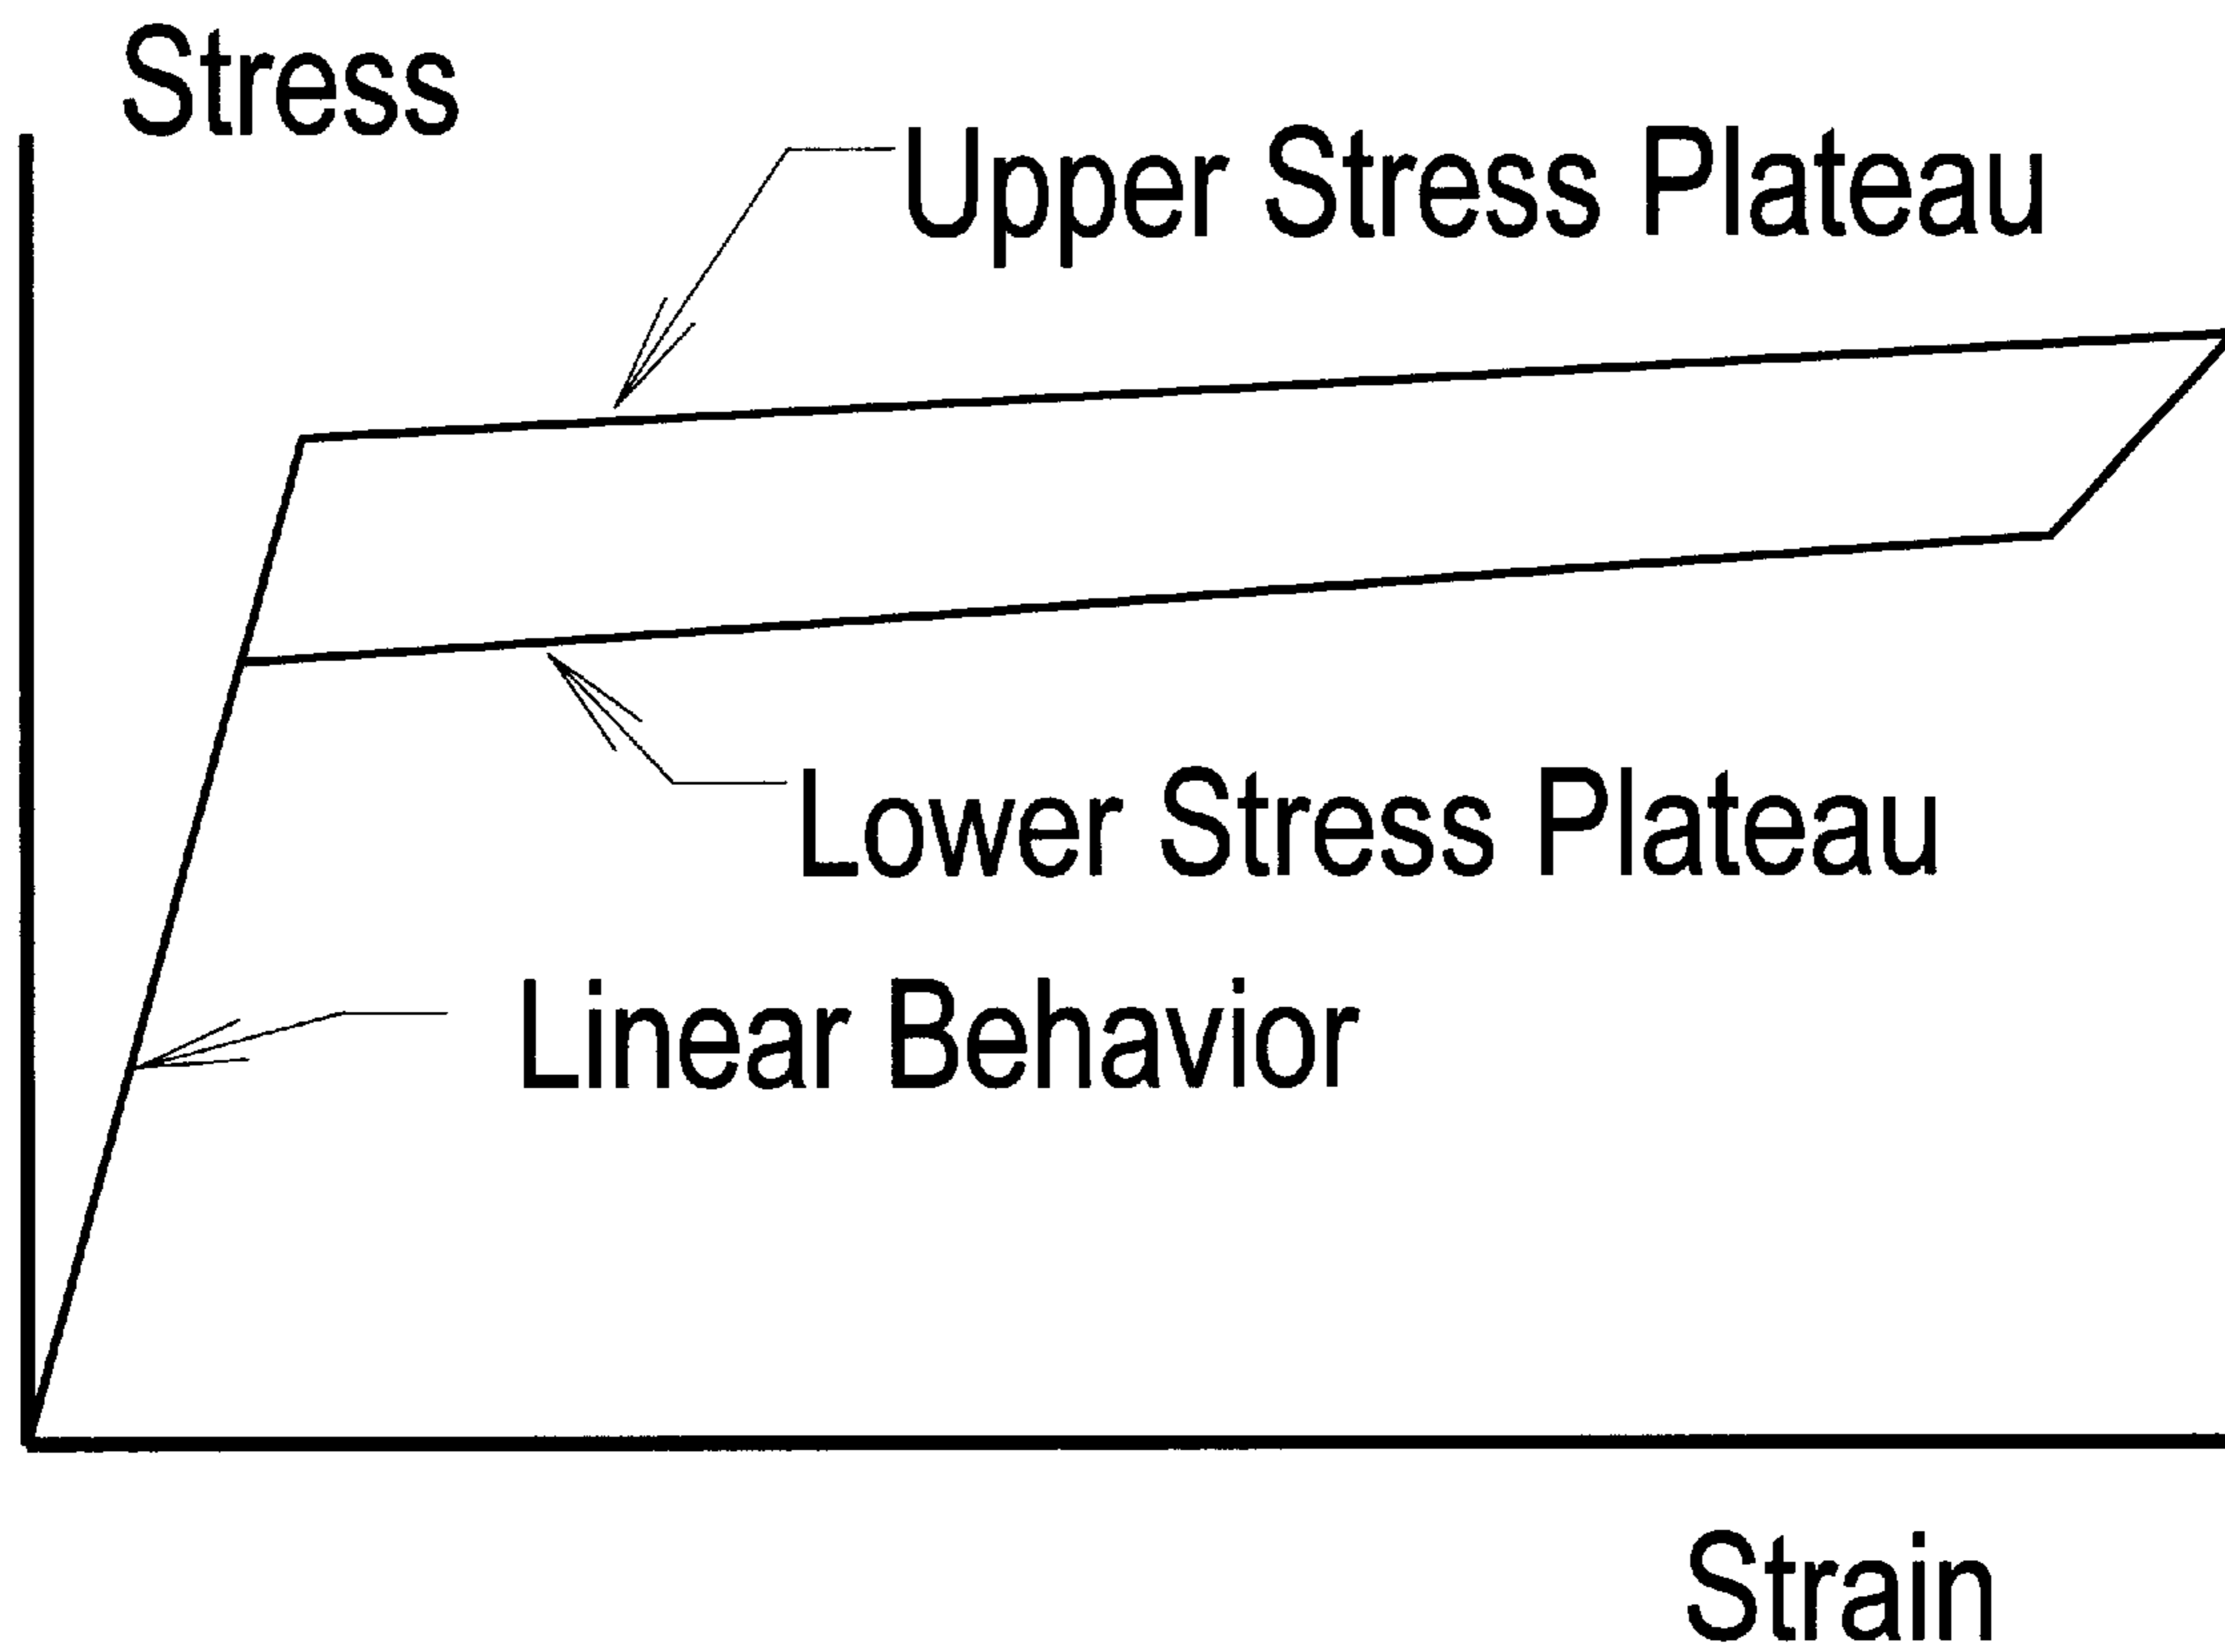 Stress
Upper Stress Plateau
Lower Stress Plateau
Linear Behavior
Strain